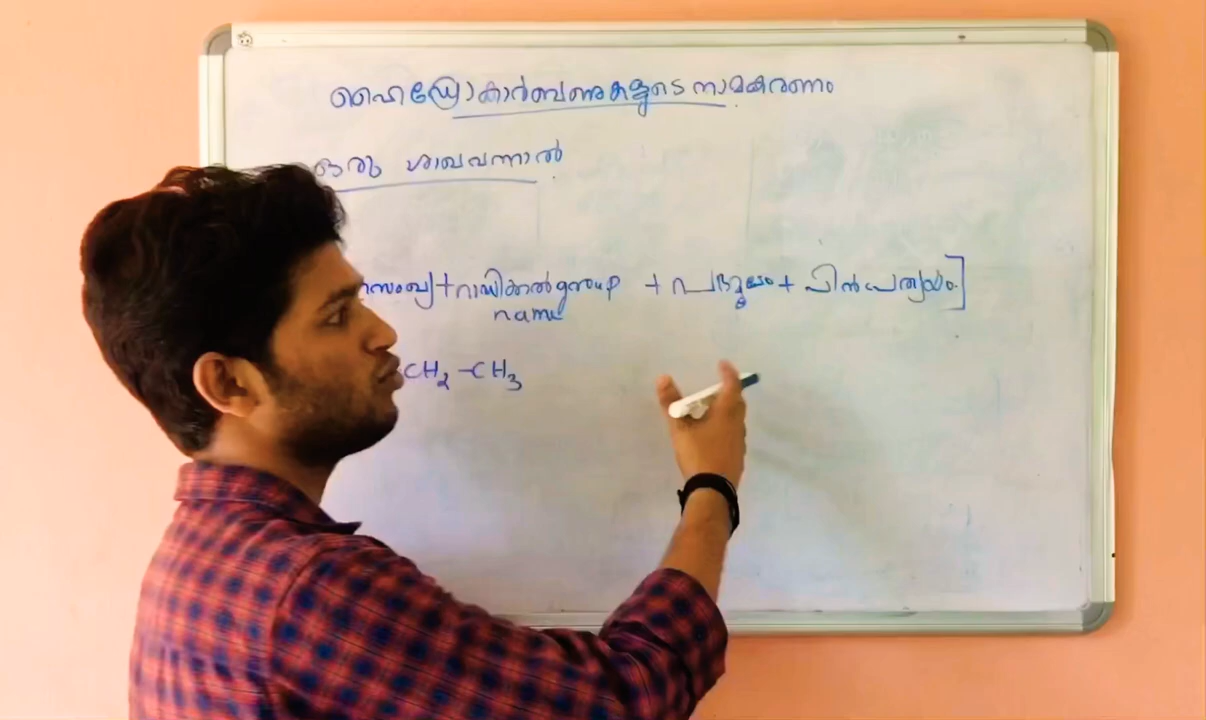 ഹൈഡ്രോകാർബണുകളുടെ നാമകരണം
ഒരു ശാഖവന്നാൽ
സംഖ്യ + റാഡിക്കൽ group + പദമൂലം + പിൻപ്രത്യയം]
name
CH₂ – CH₃